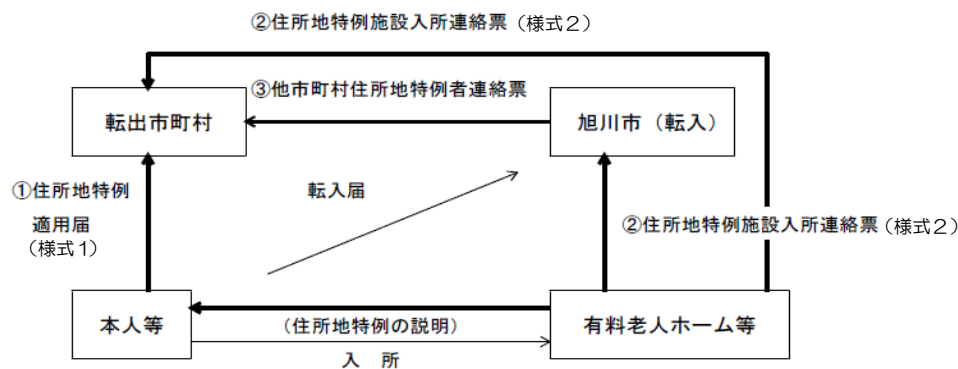 ②住所地特例施設入所連絡票（様式２）
③他市町村住所地特例者連絡票
転出市町村
旭川市（転入）
①住所地特例
適用届
（様式１）
転入届
②住所地特例施設入所連絡票（様式２）
本人等
（住所地特例の説明）
有料老人ホーム等
入　所